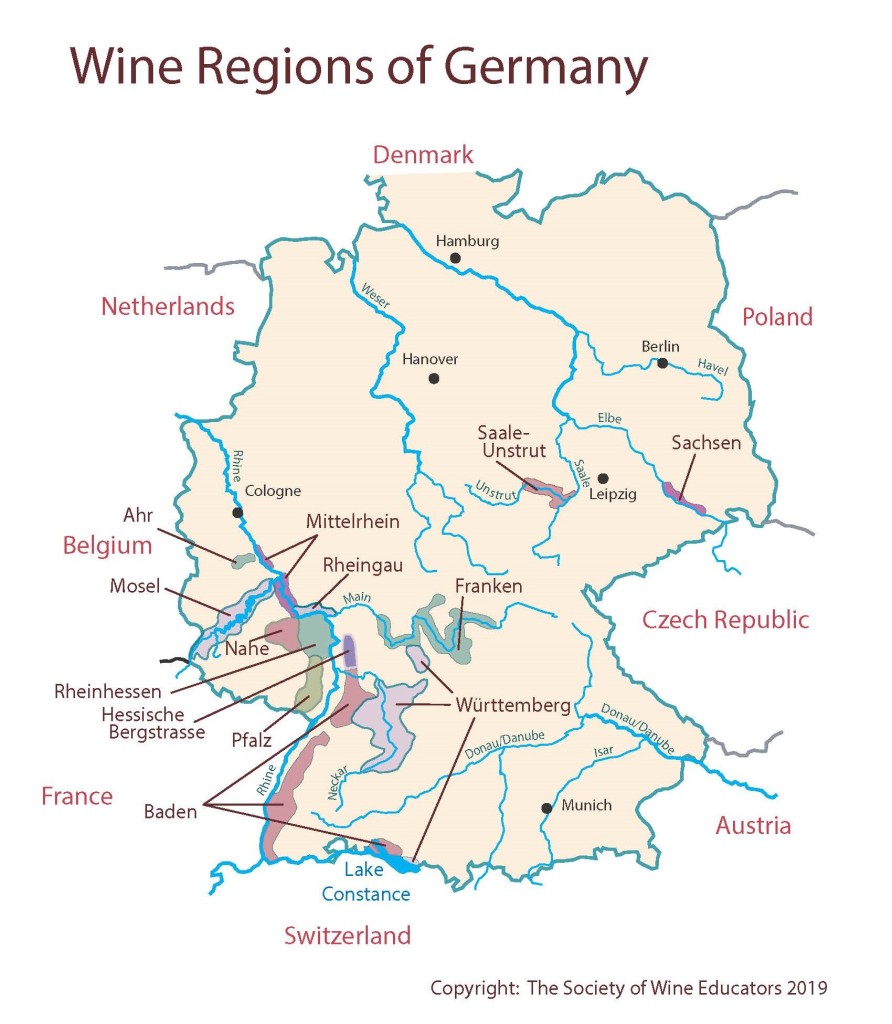 Wine Regions of Germany
Denmark
Hamburg
Netherlands
Weser
Poland
Berlin
Havel
Hanover
Elbe
Saale-
Unstrut
Sachsen
Rhine
Saale
Cologne
Unstrut
Leipzig
Ahr
Mittelrhein
Belgium
Rheingau
Mosel
Main
Franken
Czech Republic
Nahe
Rheinhessen
Hessische
Bergstrasse
Württemberg
Pfalz
Donau/Danube
Donau/Danube
Isar
Rhine
Neckar
France
Baden
Munich
Austria
Lake
Constance
Switzerland
Copyright: The Society of Wine Educators 2019